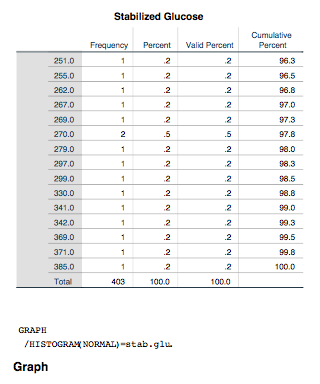 Stabilized Glucose
Frequency Percent Valid Percent Cumulative Percent
251.0 1 .2 .2 96.3
255.0 1 .2 .2 96.5
262.0 1 .2 .2 96.8
267.0 1 .2 .2 97.0
269.0 1 .2 .2 97.3
270.0 2 .5 .5 97.8
279.0 1 .2 .2 98.0
297.0 1 .2 .2 98.3
299.0 1 .2 .2 98.5
330.0 1 .2 .2 98.8
341.0 1 .2 .2 99.0
342.0 1 .2 .2 99.3
369.0 1 .2 .2 99.5
371.0 1 .2 .2 99.8
385.0 1 .2 .2 100.0
Total 403 100.0 100.0
GRAPH
/HISTOGRAM(NORMAL)=stab.glu.
Graph